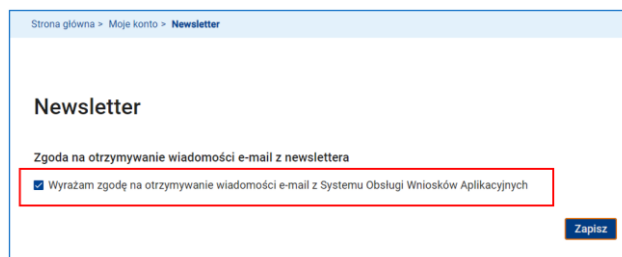 Strona główna > Moje konto > Newsletter
Newsletter
Zgoda na otrzymywanie wiadomości e-mail z newslettera
Wyrażam zgodę na otrzymywanie wiadomości e-mail z Systemu Obsługi Wniosków Aplikacyjnych
Zapisz